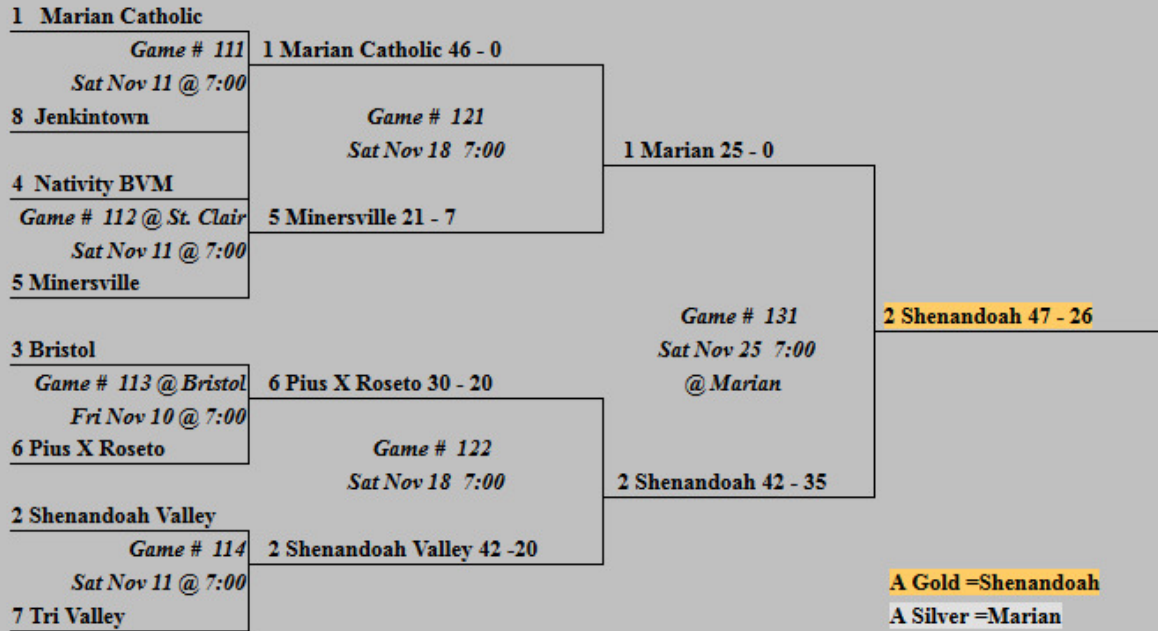 1 Marian Catholic
Game # 111
1 Marian Catholic 46 - 0
Sat Nov 11 @ 7:00
8 Jenkintown
Game # 121
Sat Nov 18 7:00
1 Marian 25 - 0
4 Nativity BVM
Game # 112 @ St. Clair
5 Minersville 21 - 7
Sat Nov 11 @ 7:00
5 Minersville
Game # 131
2 Shenandoah 47 - 26
3 Bristol
Sat Nov 25 7:00
Game # 113 @ Bristol
6 Pius X Roseto 30 - 20
@ Marian
Fri Nov 10 @ 7:00
6 Pius X Roseto
Game # 122
Sat Nov 18 7:00
2 Shenandoah 42 - 35
2 Shenandoah Valley
Game # 114
2 Shenandoah Valley 42 -20
Sat Nov 11 @ 7:00
A Gold =Shenandoah
7 Tri Valley
A Silver =Marian